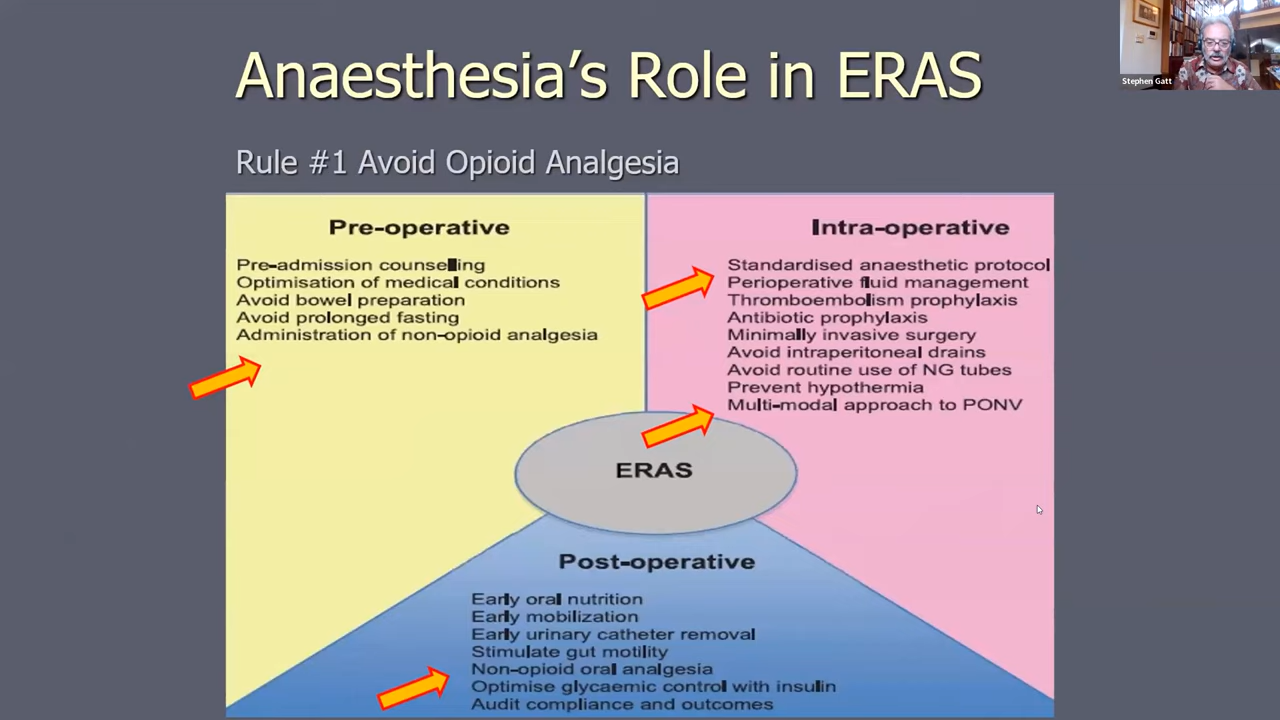 Anaesthesia's Role in ERAS
Stephen Gatt
Rule #1 Avoid Opioid Analgesia
Pre-operative
Pre-admission counselling
Optimisation of medical conditions
Avoid bowel preparation
Avoid prolonged fasting
Administration of non-opioid analgesia
Intra-operative
Standardised anaesthetic protocol
Perioperative fluid management
Thromboembolism prophylaxis
Antibiotic prophylaxis
Minimally invasive surgery
Avoid intraperitoneal drains
Avoid routine use of NG tubes
Prevent hypothermia
Multi-modal approach to PONV
ERAS
Post-operative
Early oral nutrition
Early mobilization
Early urinary catheter removal
Stimulate gut motility
Non-opioid oral analgesia
Optimise glycaemic control with insulin
Audit compliance and outcomes